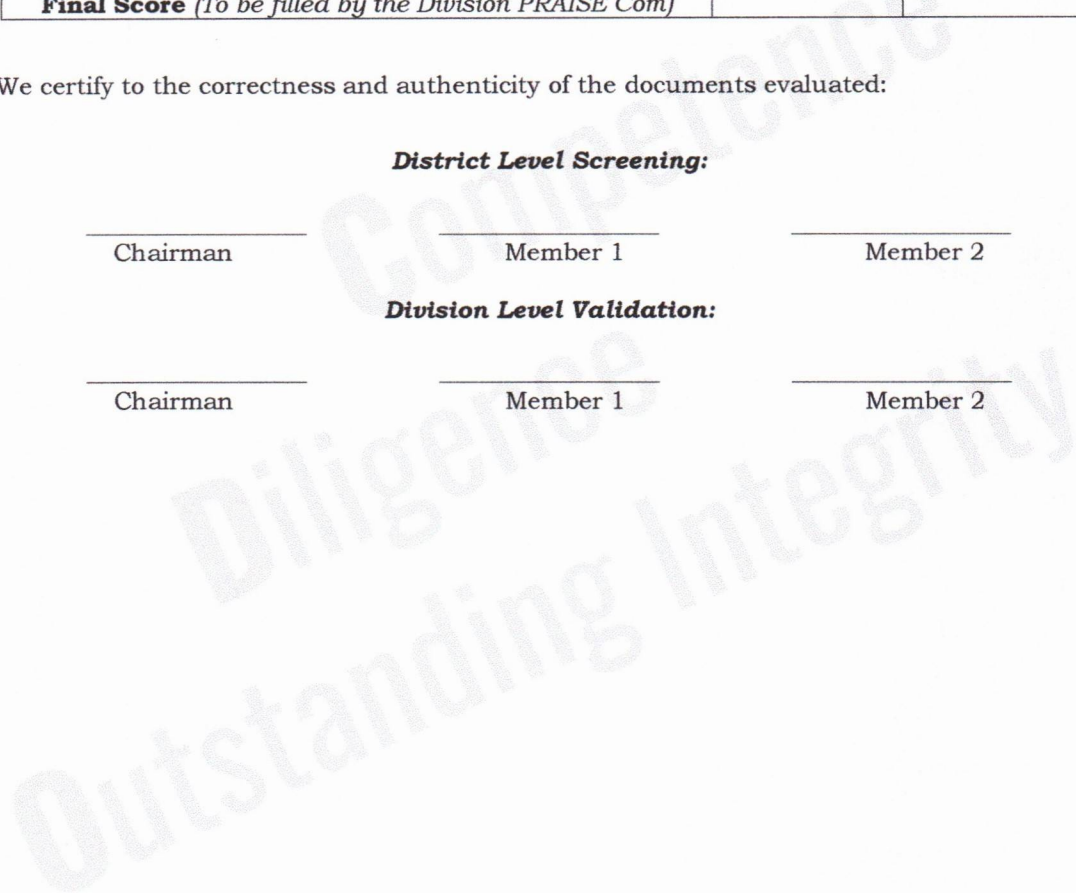 Final Score (To be filled by the Division PRAISE Com)
We certify to the correctness and authenticity of the documents evaluated:
District Level Screening:
Chairman Member 1 Member 2
Division Level Validation:
Chairman Member 1 Member 2
Competence
Diligence
Outstanding Integrity